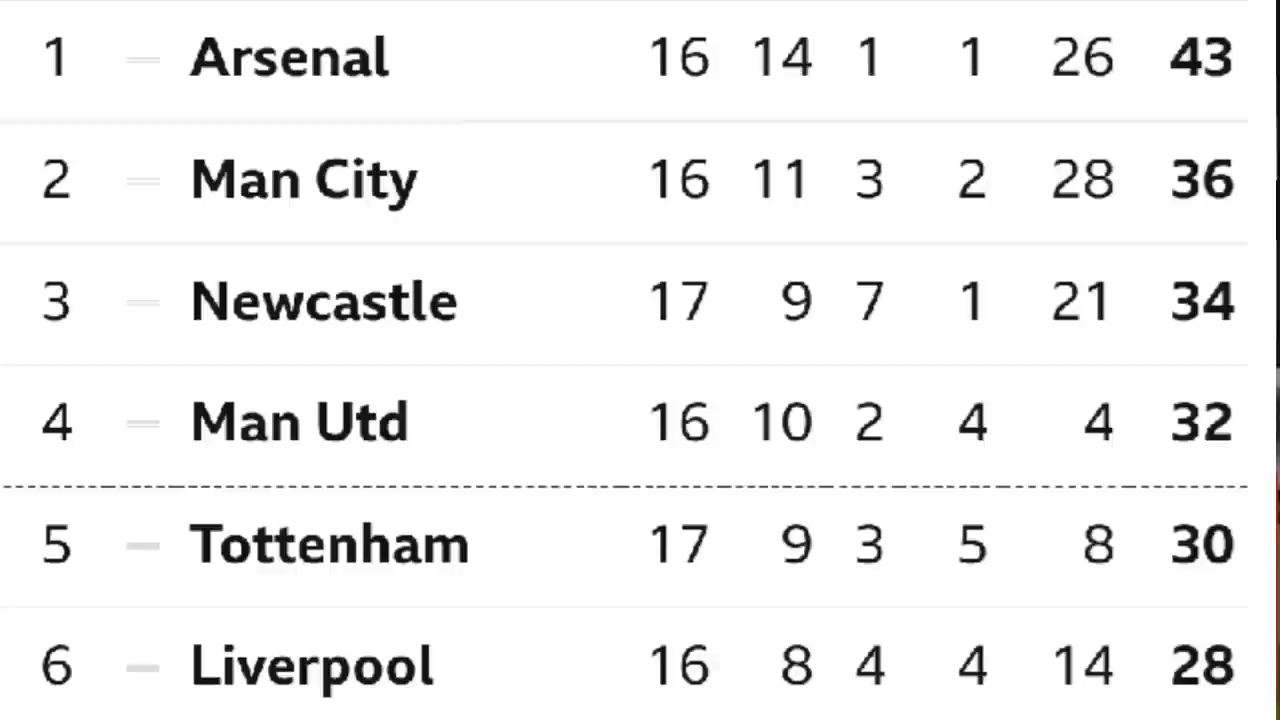 1 Arsenal 16 14 1 1 26 43
2 Man City 16 11 3 2 28 36
3 Newcastle 17 9 7 1 21 34
4 Man Utd 16 10 2 4 4 32
5 Tottenham 17 9 3 5 8 30
6 Liverpool 16 8 4 4 14 28